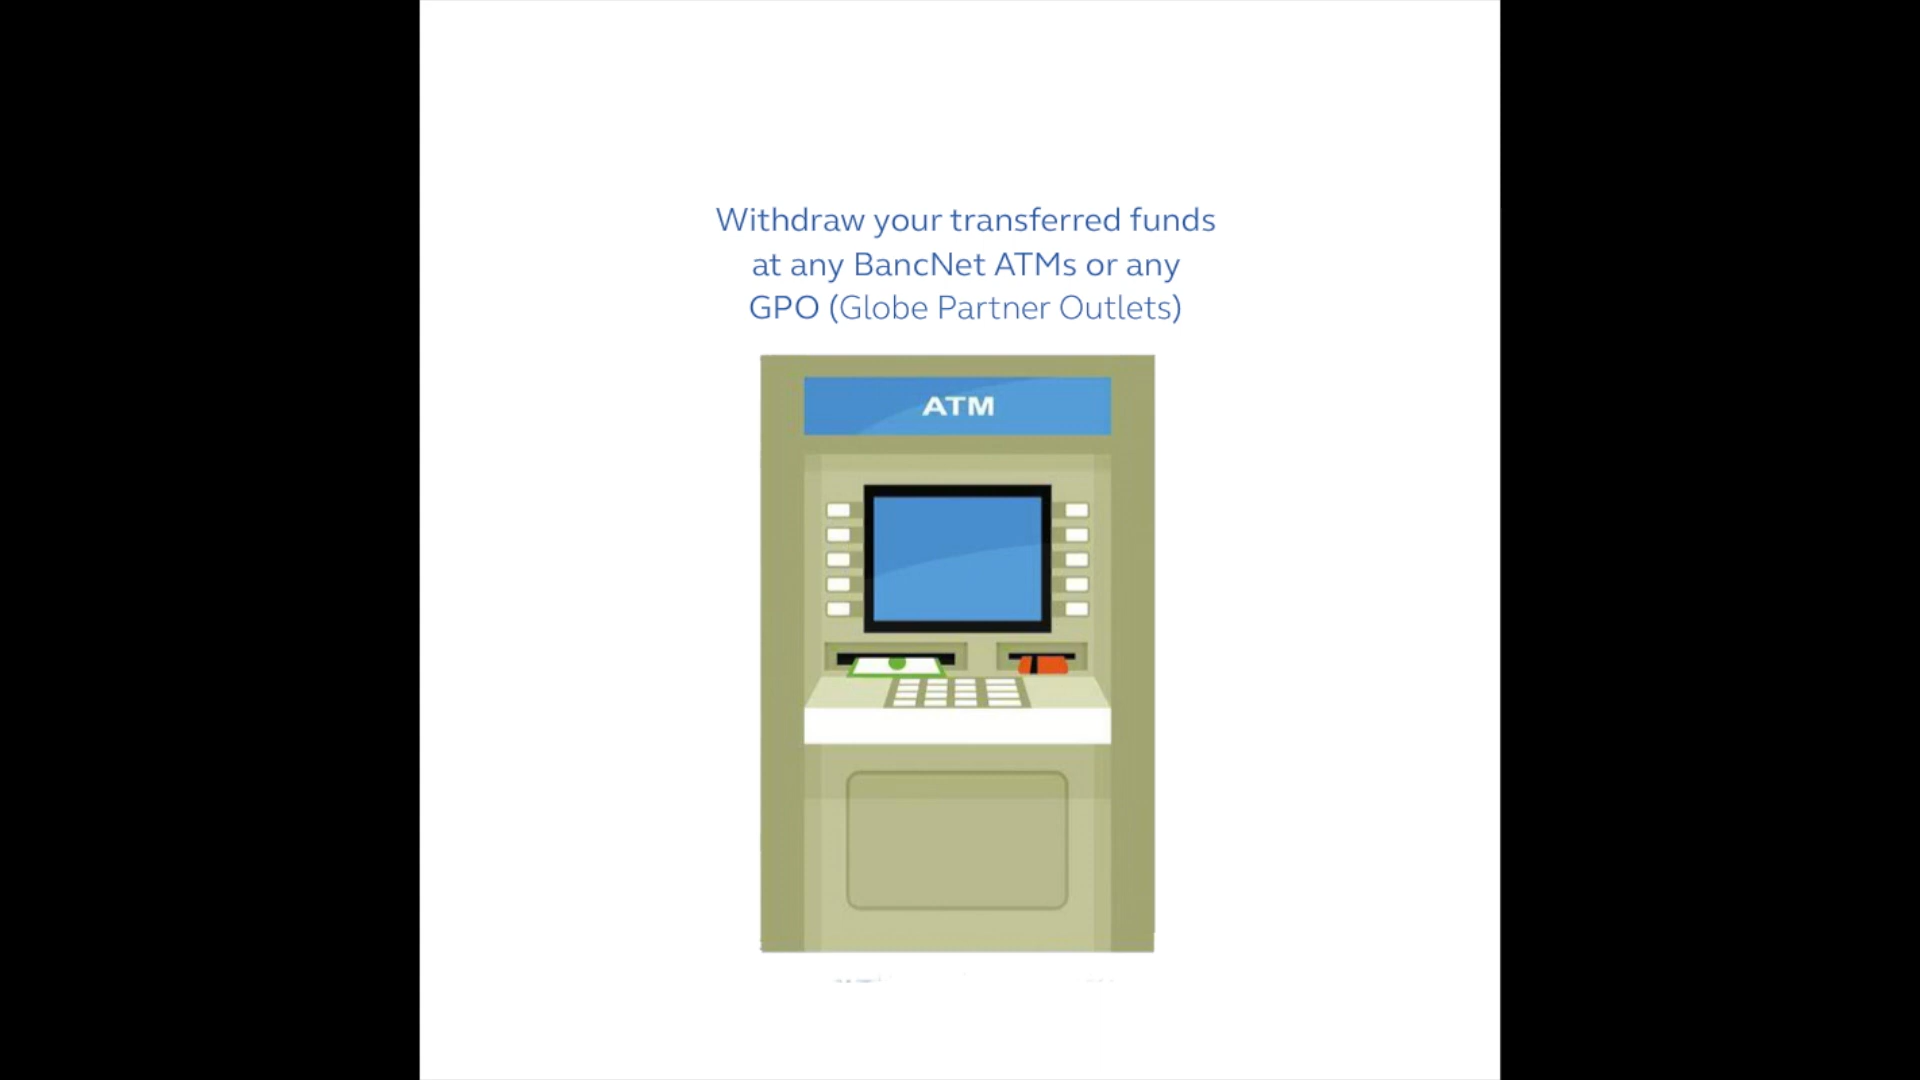 Withdraw your transferred funds
at any BancNet ATMs or any
GPO (Globe Partner Outlets)
ATM